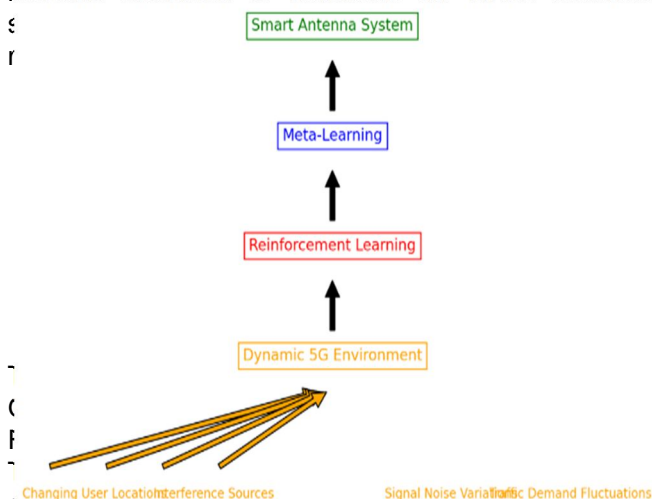 Smart Antenna System
Meta-Learning
Reinforcement Learning
Dynamic 5G Environment
Changing User Locations Interference Sources Signal Noise Variations Traffic Demand Fluctuations